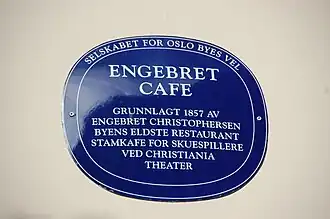 SELSKABET FOR OSLO BYES VEL
ENGEBRET
CAFE
GRUNNLAGT 1857 AV
ENGEBRET CHRISTOPHERSEN
BYENS ELDSTE RESTAURANT
STAMKAFE FOR SKUESPILLERE
VED CHRISTIANIA
THEATER